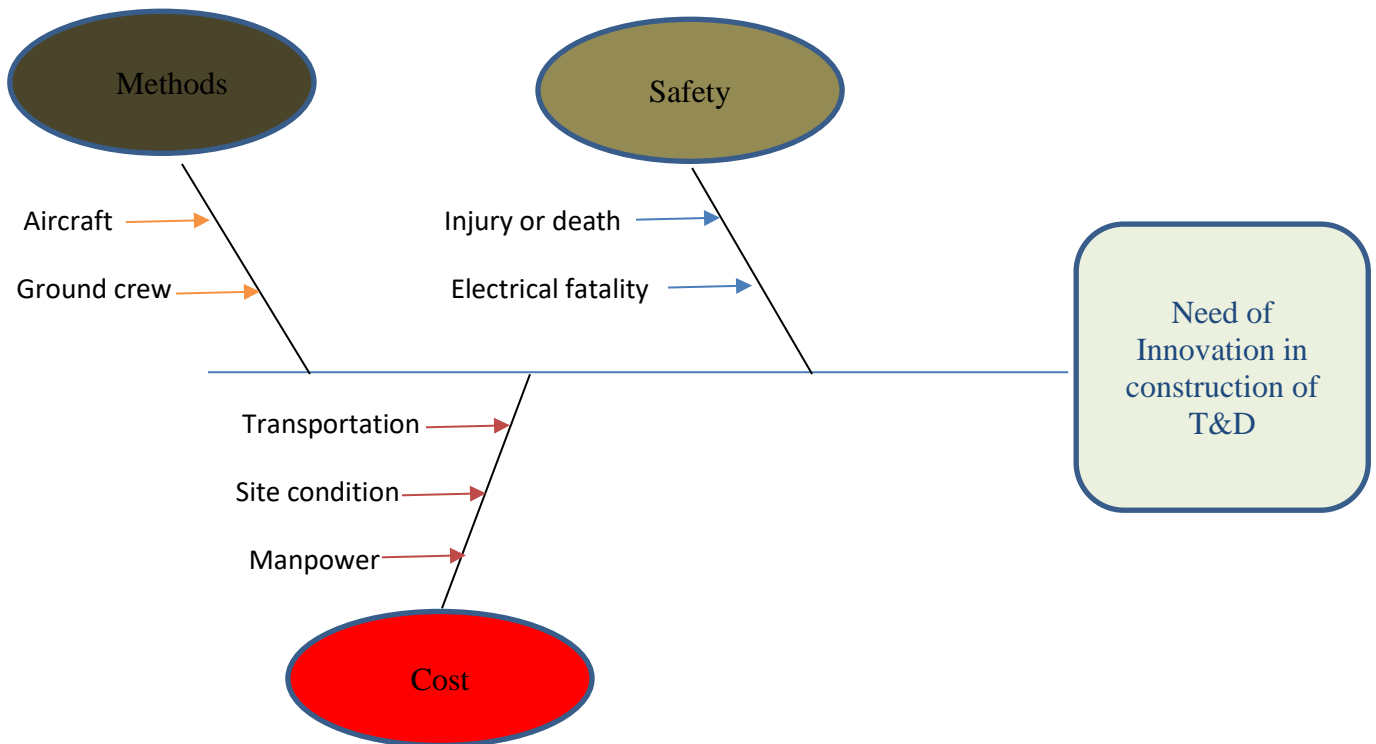 Methods
Safety
Aircraft
Injury or death
Ground crew
Electrical fatality
Need of
Innovation in
construction of
T&D
Transportation
Site condition
Manpower
Cost